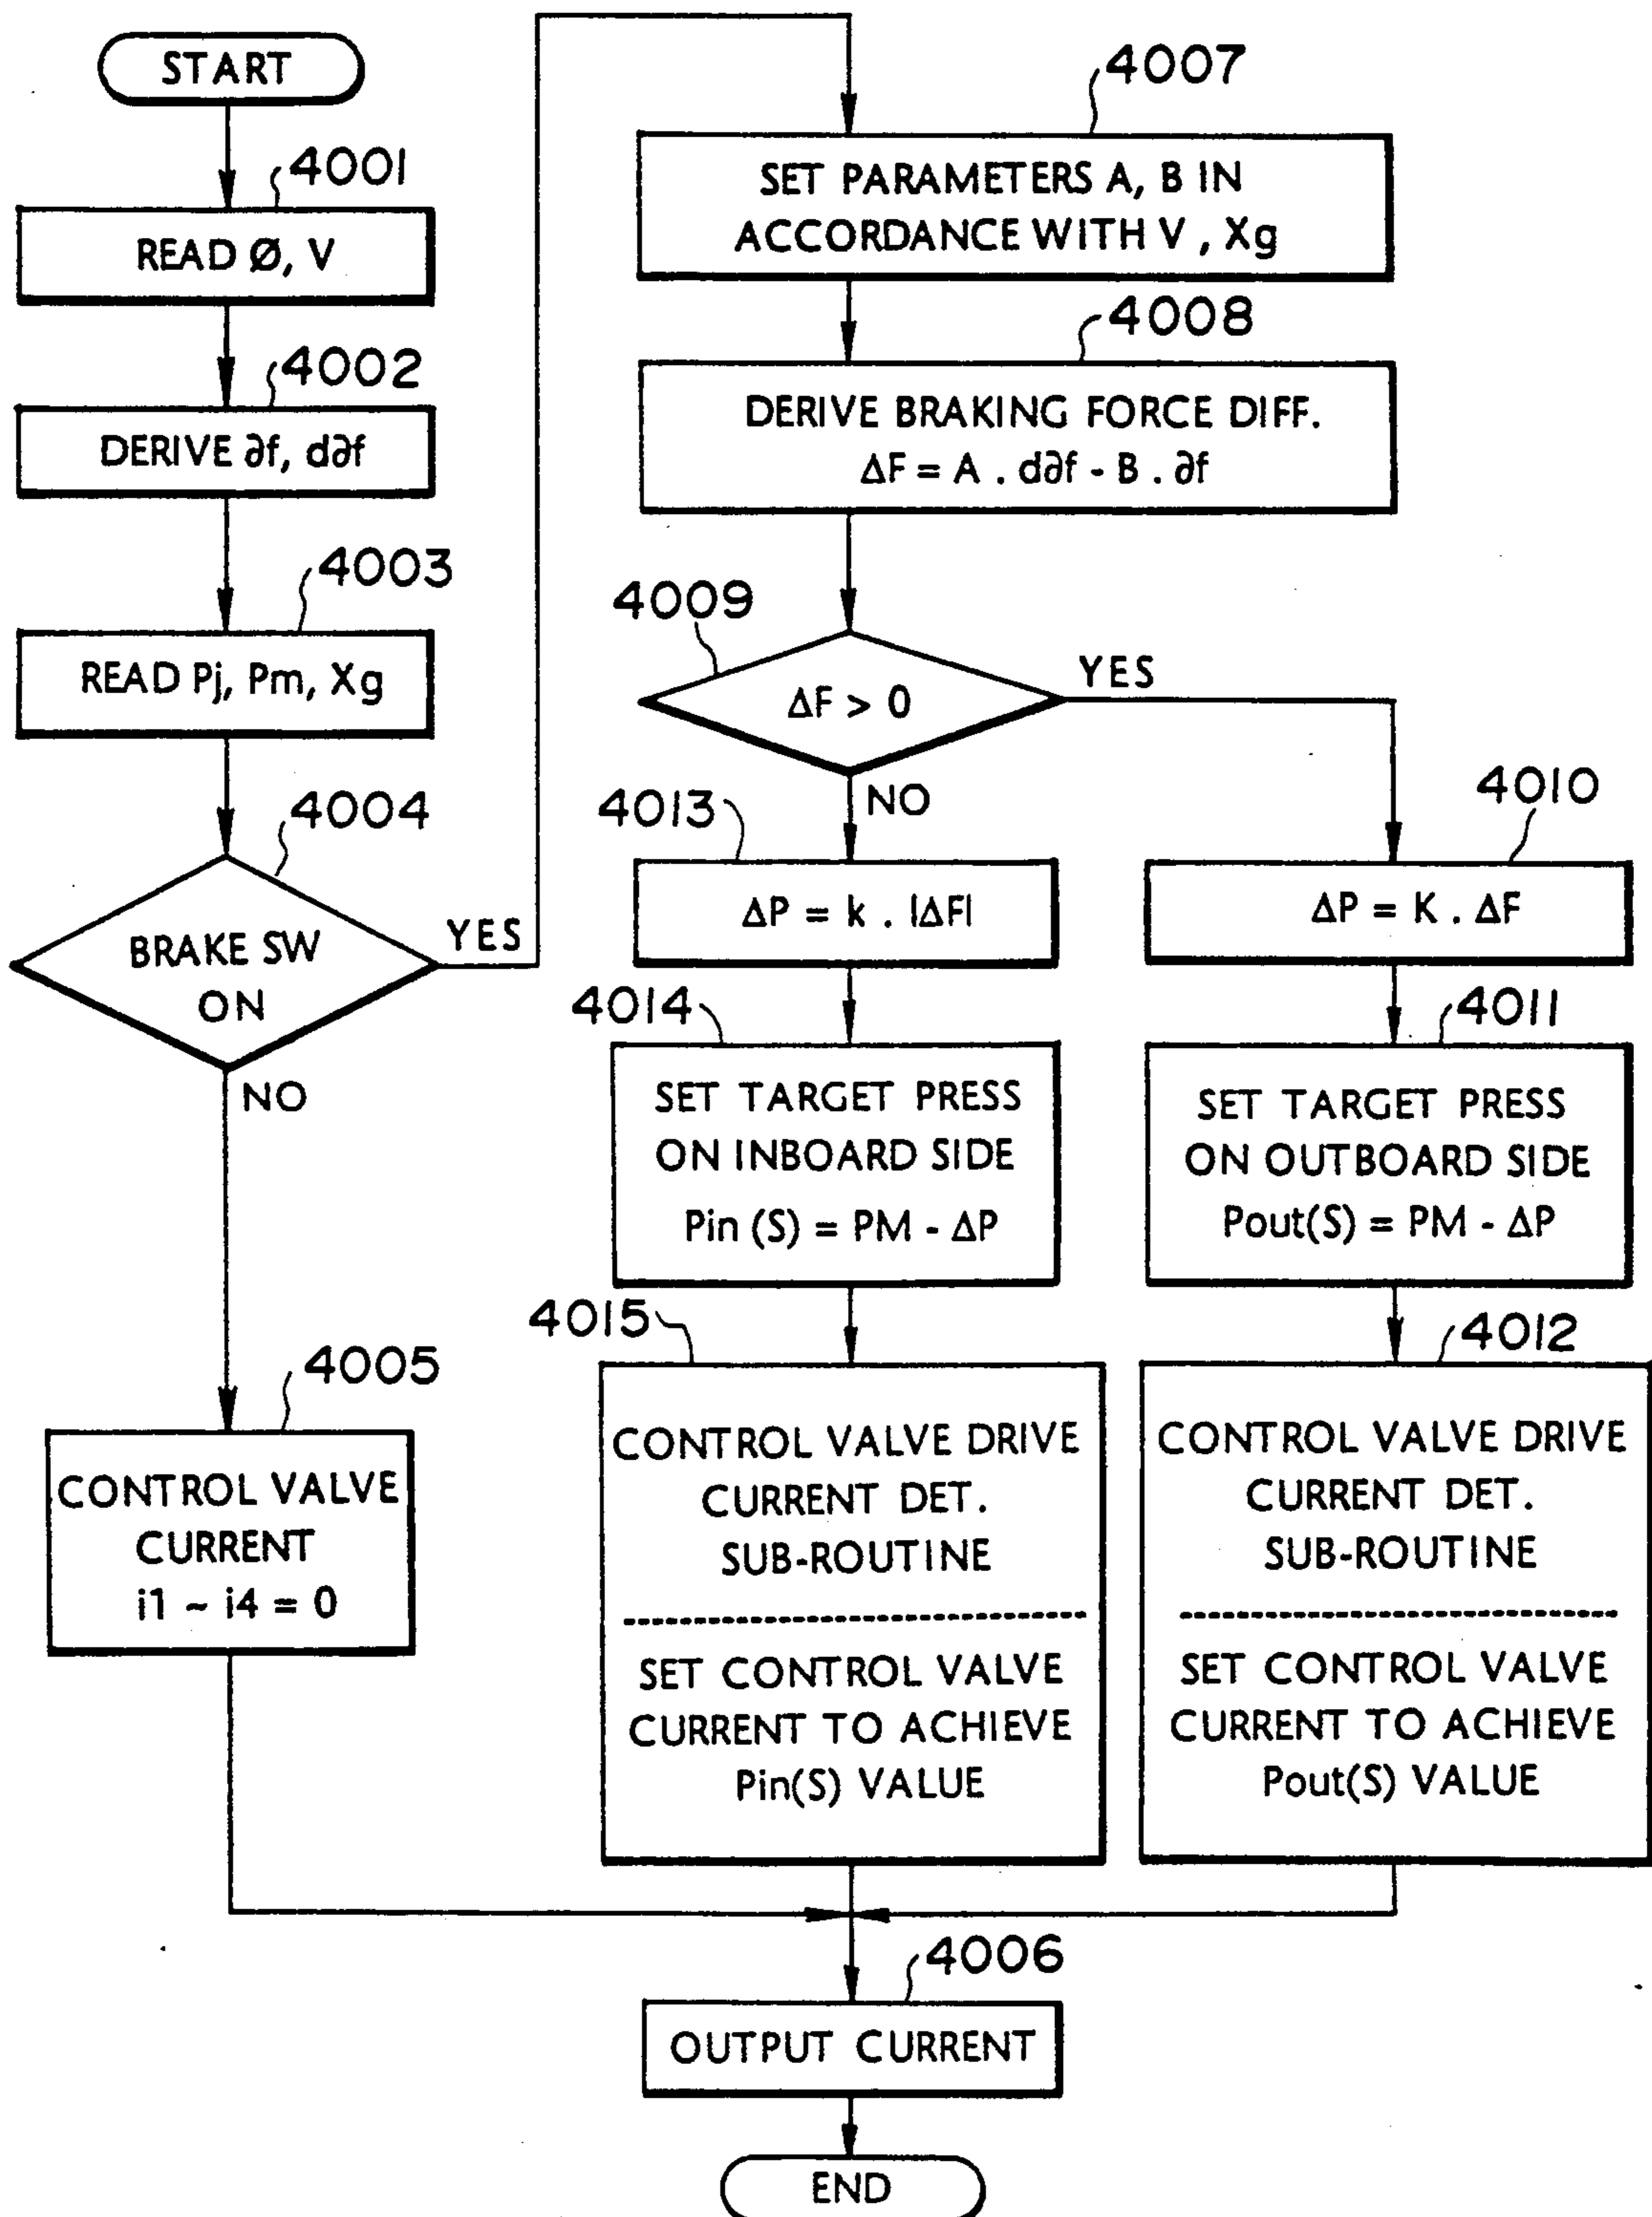 START
4001
READ Ø, V
4002
DERIVE ∂f, d∂f
4003
READ Pj, Pm, Xg
4004
BRAKE SW
ON
YES
NO
4005
CONTROL VALVE
CURRENT
i1 ~ i4 = 0
4007
SET PARAMETERS A, B IN
ACCORDANCE WITH V, Xg
4008
DERIVE BRAKING FORCE DIFF.
ΔF = A . d∂f - B . ∂f
4009
ΔF > 0
YES
NO
4013
ΔP = k . |ΔF|
4014
SET TARGET PRESS
ON INBOARD SIDE
Pin (S) = PM - ΔP
4015
CONTROL VALVE DRIVE
CURRENT DET.
SUB-ROUTINE
SET CONTROL VALVE
CURRENT TO ACHIEVE
Pin(S) VALUE
4010
ΔP = K . ΔF
4011
SET TARGET PRESS
ON OUTBOARD SIDE
Pout(S) = PM - ΔP
4012
CONTROL VALVE DRIVE
CURRENT DET.
SUB-ROUTINE
SET CONTROL VALVE
CURRENT TO ACHIEVE
Pout(S) VALUE
4006
OUTPUT CURRENT
END